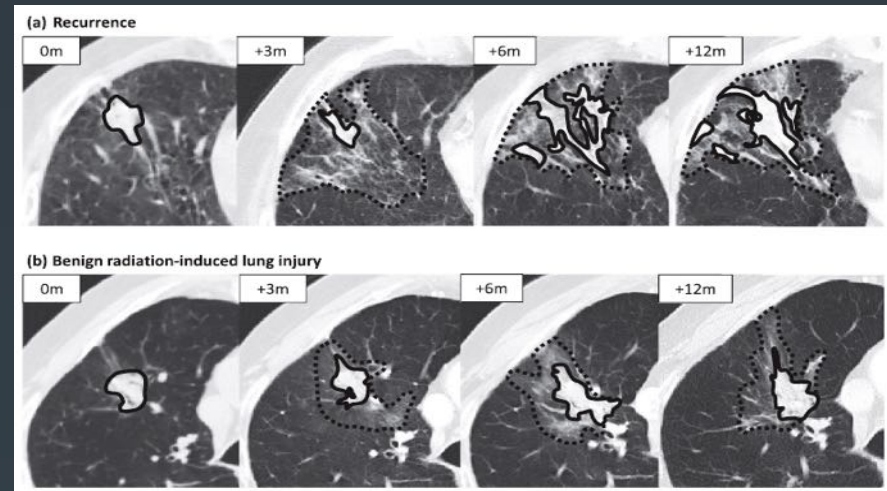 (a) Recurrence
0m
+3m
+6m
+12m
(b) Benign radiation-induced lung injury
0m
+3m
+6m
+12m